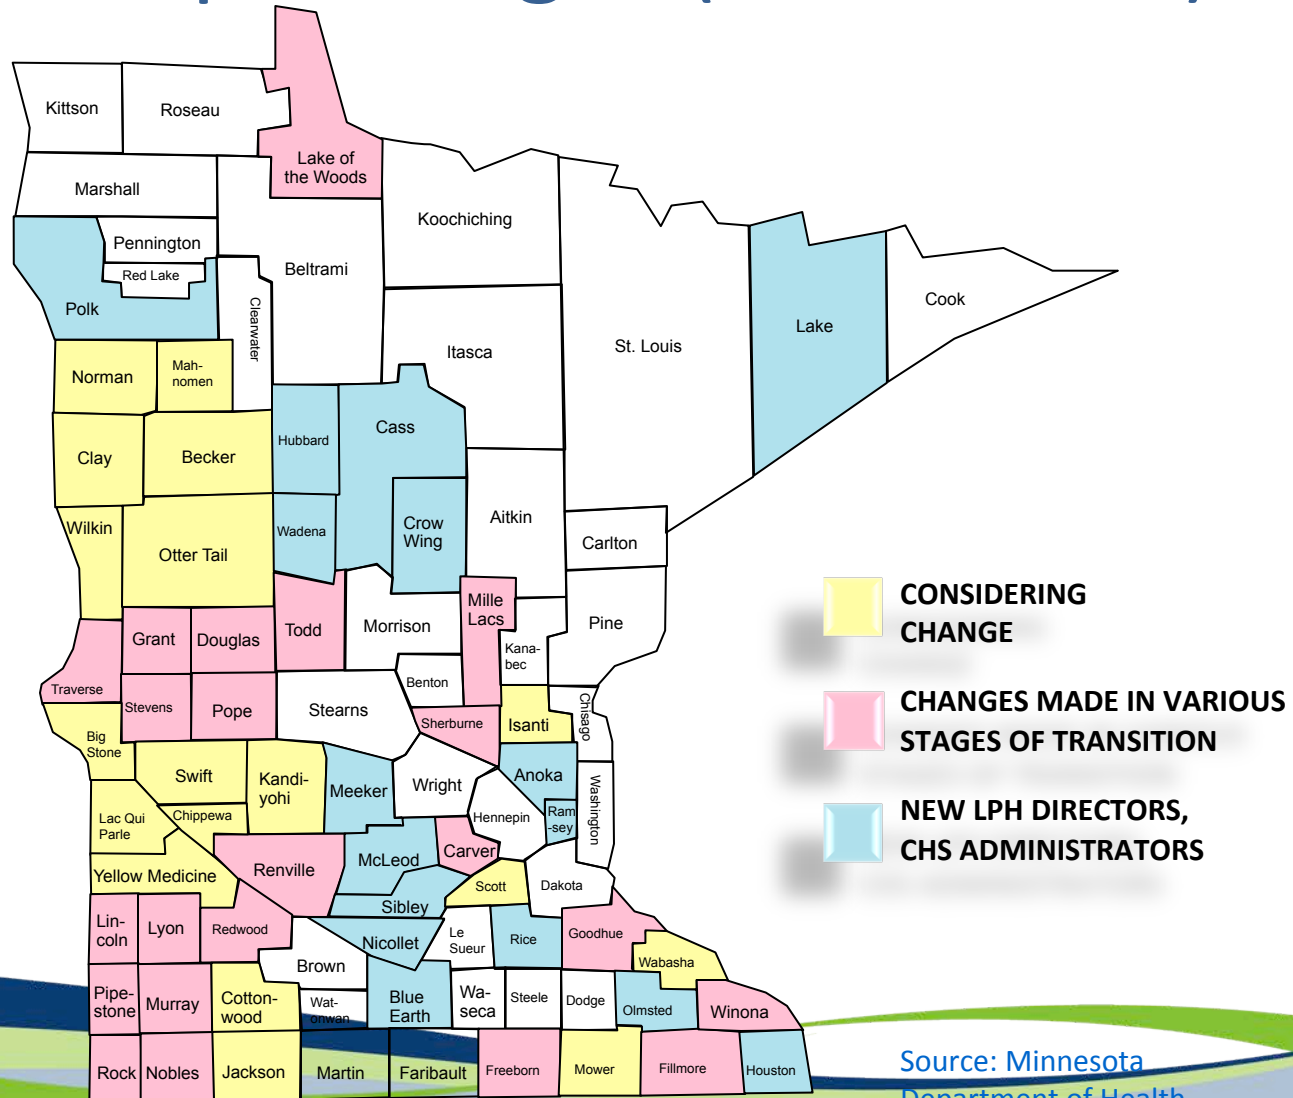 Kittson
Roseau
Lake of
the Woods
Marshall
Koochiching
Pennington
Beltrami
Red Lake
Polk
Clearwater
Cook
Lake
St. Louis
Itasca
Norman
Mah-
nomen
Hubbard
Cass
Clay
Becker
Wilkin
Otter Tail
Wadena
Crow
Wing
Aitkin
Carlton
Mille
Lacs
Grant
Douglas
Todd
Morrison
Pine
Kana-
bec
Traverse
Stevens
Pope
Stearns
Benton
Sherburne
Isanti
Chisago
Big
Stone
Swift
Kandi-
yohi
Meeker
Wright
Anoka
Washington
Lac Qui
Parle
Chippewa
Hennepin
Ram
-sey
Yellow Medicine
Renville
McLeod
Carver
Scott
Dakota
Sibley
Lin-
coln
Lyon
Redwood
Nicollet
Le
Sueur
Rice
Goodhue
Wabasha
Brown
Pipe-
stone
Murray
Cotton-
wood
Wat-
onwan
Blue
Earth
Wa-
seca
Steele
Dodge
Olmsted
Winona
Rock
Nobles
Jackson
Martin
Faribault
Freeborn
Mower
Fillmore
Houston
CONSIDERING
CHANGE
CHANGES MADE IN VARIOUS
STAGES OF TRANSITION
NEW LPH DIRECTORS,
CHS ADMINISTRATORS
Source: Minnesota
Department of Health